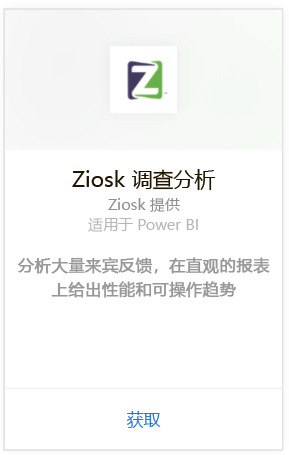 Z
Ziosk 调查分析
Ziosk 提供
适用于 Power BI
分析大量来宾反馈，在直观的报表
上给出性能和可操作趋势
获取